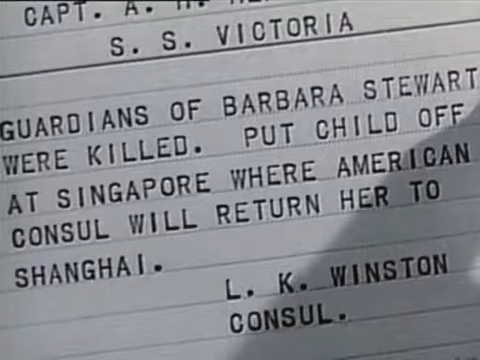 CAPT. A. H.
S. S. VICTORIA
GUARDIANS OF BARBARA STEWART
WERE KILLED. PUT CHILD OFF
AT SINGAPORE WHERE AMERICAN
CONSUL WILL RETURN HER TO
SHANGHAI.
L. K. WINSTON
CONSUL.